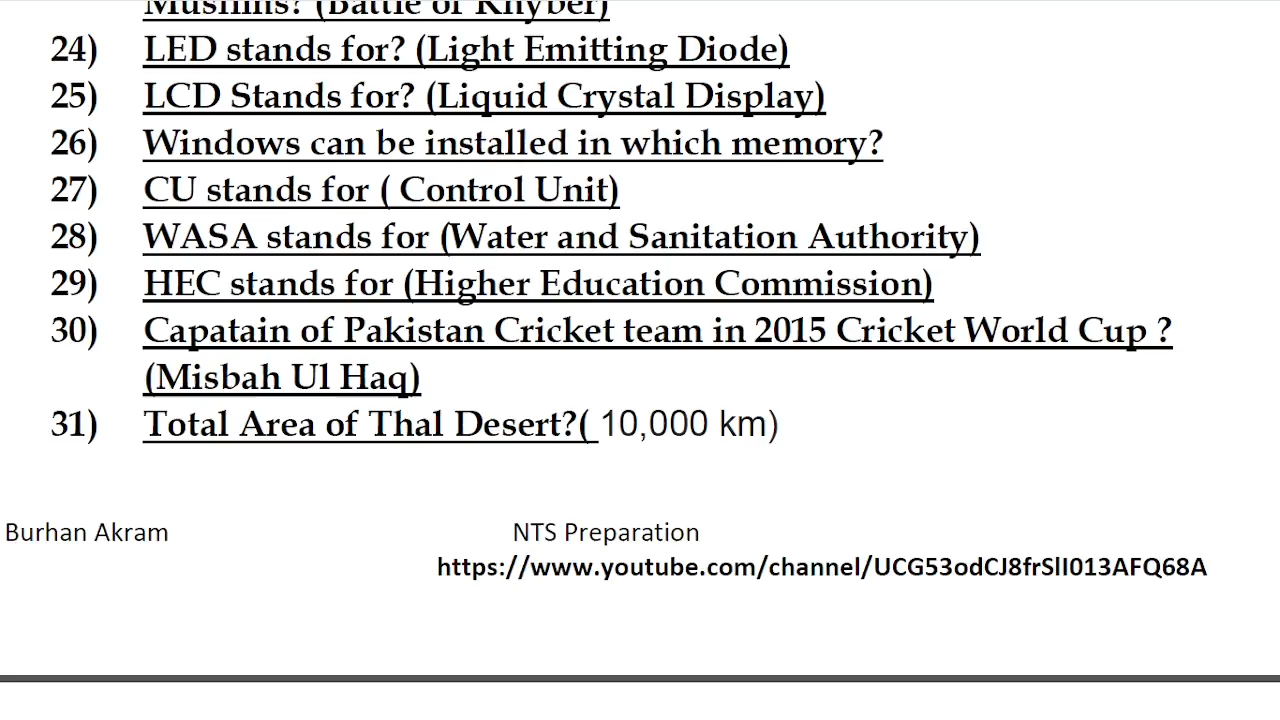 Muslims? (Battle of Khyber)
24) LED stands for? (Light Emitting Diode)
25) LCD Stands for? (Liquid Crystal Display)
26) Windows can be installed in which memory?
27) CU stands for ( Control Unit)
28) WASA stands for (Water and Sanitation Authority)
29) HEC stands for (Higher Education Commission)
30) Capatain of Pakistan Cricket team in 2015 Cricket World Cup ?
(Misbah Ul Haq)
31) Total Area of Thal Desert?( 10,000 km)
Burhan Akram NTS Preparation
https://www.youtube.com/channel/UCG53odCJ8frSlI013AFQ68A